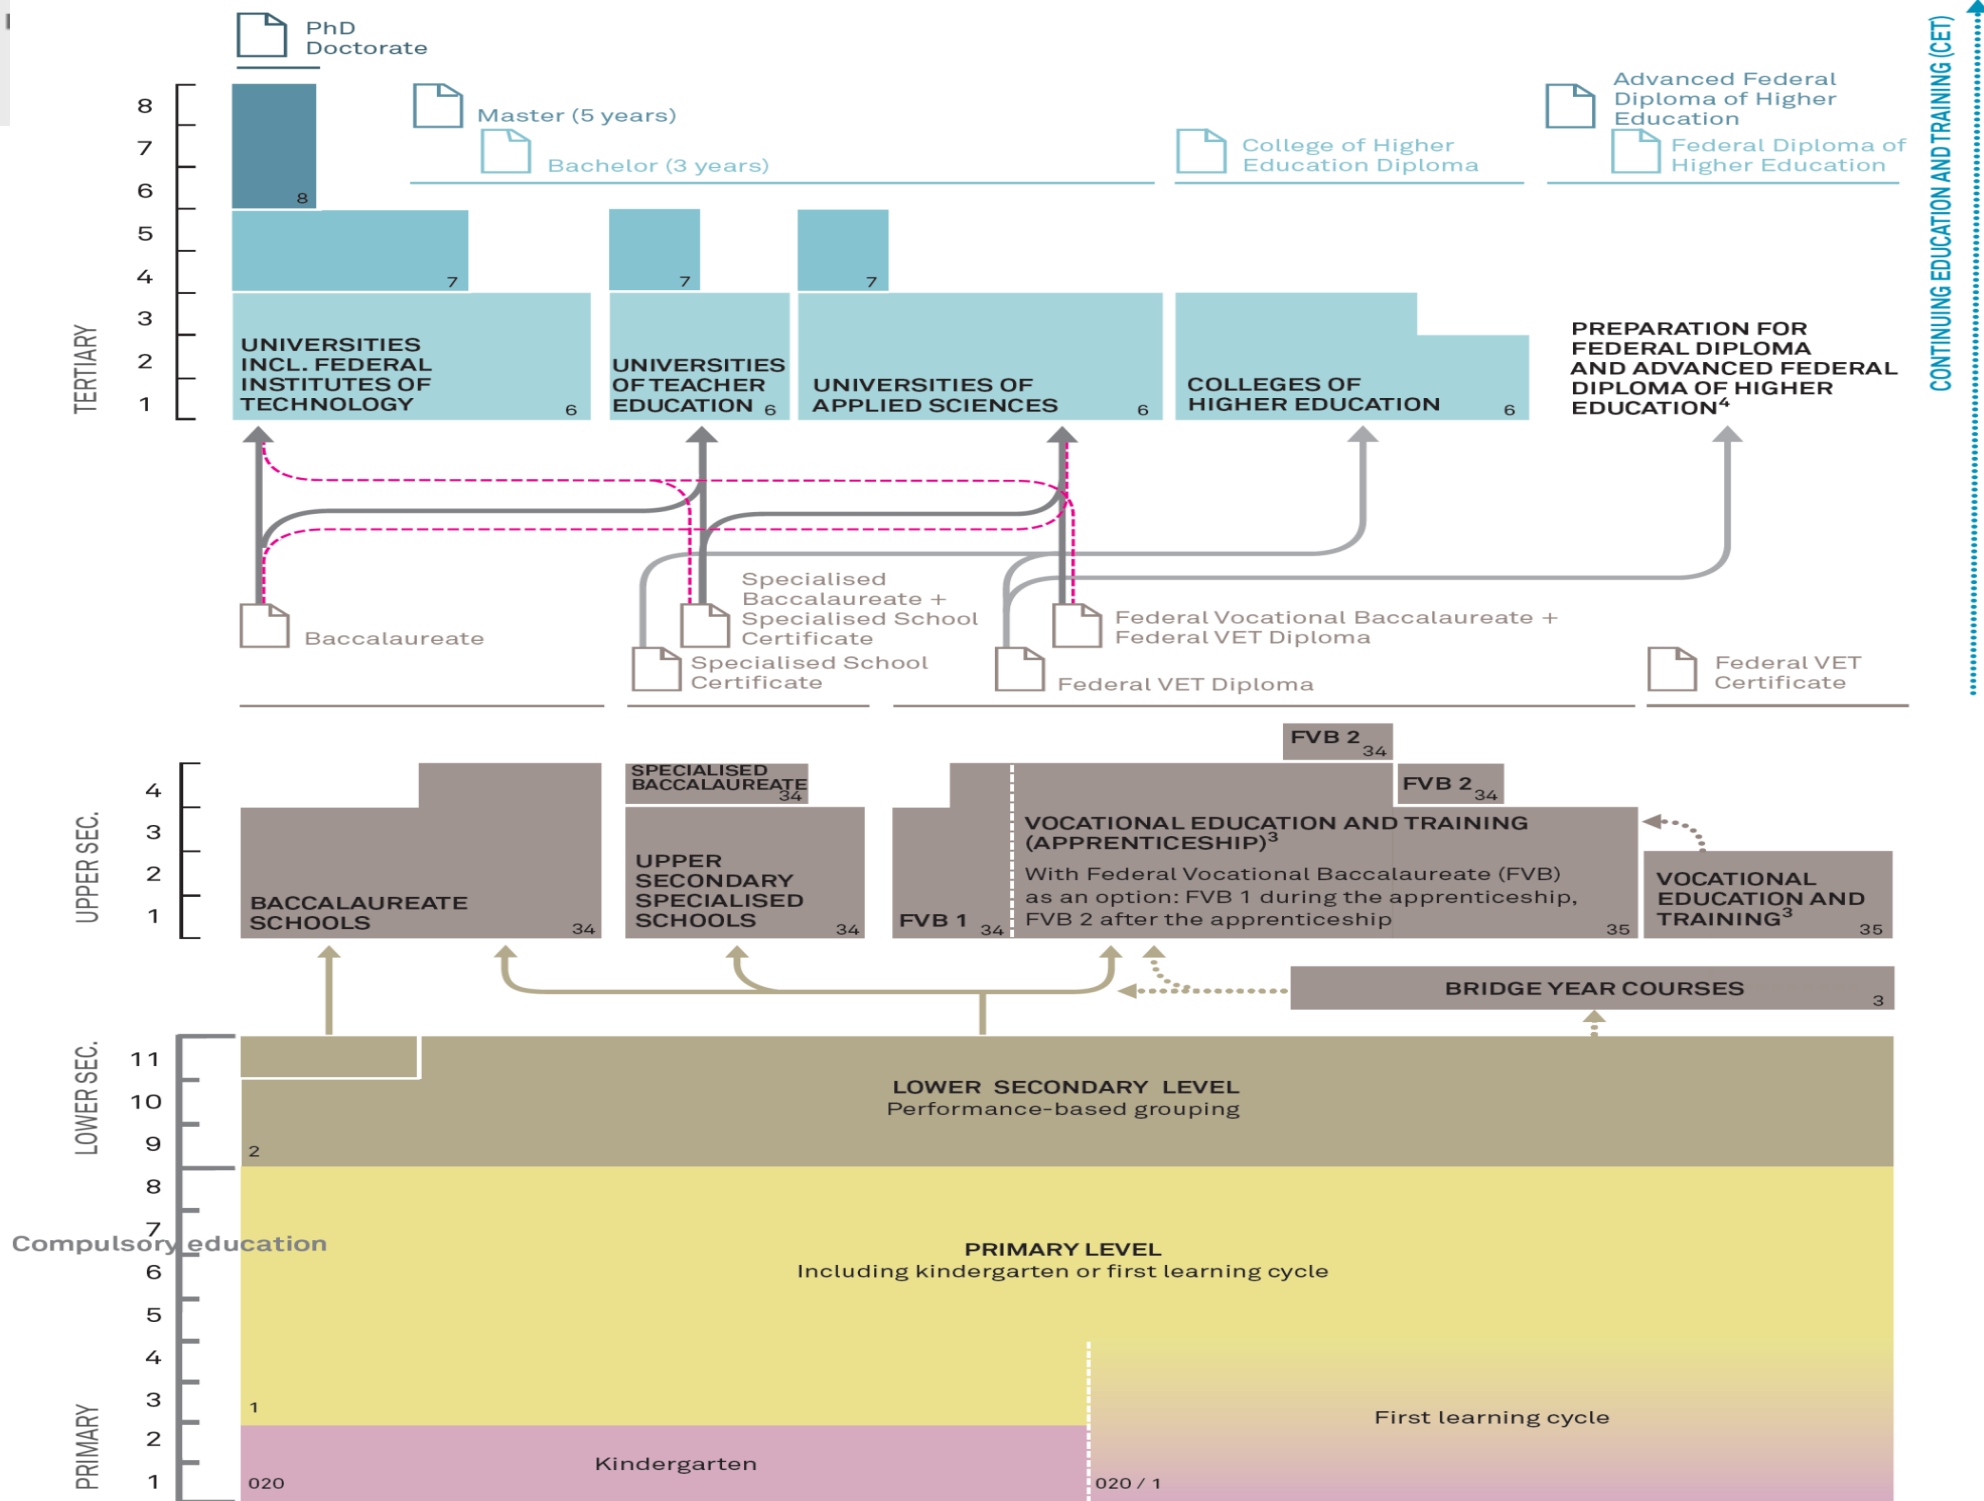 PhD
Doctorate
Master (5 years)
Bachelor (3 years)
College of Higher
Education Diploma
Advanced Federal
Diploma of Higher
Education
Federal Diploma of
Higher Education
CONTINUING EDUCATION AND TRAINING (CET)
TERTIARY
8
7
6
5
4
3
2
1
8
7
7
7
UNIVERSITIES
INCL. FEDERAL
INSTITUTES OF
TECHNOLOGY
6
UNIVERSITIES
OF TEACHER
EDUCATION
6
UNIVERSITIES OF
APPLIED SCIENCES
6
COLLEGES OF
HIGHER EDUCATION
6
PREPARATION FOR
FEDERAL DIPLOMA
AND ADVANCED FEDERAL
DIPLOMA OF HIGHER
EDUCATION⁴
Baccalaureate
Specialised
Baccalaureate +
Specialised School
Certificate
Specialised School
Certificate
Federal Vocational Baccalaureate +
Federal VET Diploma
Federal VET Diploma
Federal VET
Certificate
UPPER SEC.
4
3
2
1
BACCALAUREATE
SCHOOLS
34
SPECIALISED
BACCALAUREATE
34
UPPER
SECONDARY
SPECIALISED
SCHOOLS
34
FVB 1
34
FVB 2
34
FVB 2
34
VOCATIONAL EDUCATION AND TRAINING
(APPRENTICESHIP)³
With Federal Vocational Baccalaureate (FVB)
as an option: FVB 1 during the apprenticeship,
FVB 2 after the apprenticeship
35
VOCATIONAL
EDUCATION AND
TRAINING³
35
BRIDGE YEAR COURSES
3
LOWER SEC.
11
10
9
LOWER SECONDARY LEVEL
Performance-based grouping
2
PRIMARY
8
7
6
5
4
3
2
1
Compulsory education
PRIMARY LEVEL
Including kindergarten or first learning cycle
1
First learning cycle
Kindergarten
020
020 / 1